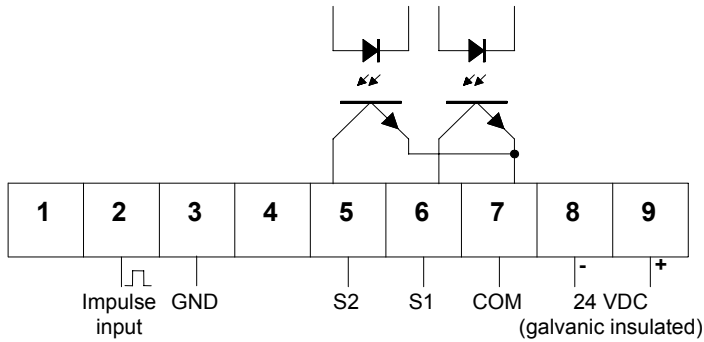 1 2 3 4 5 6 7 8 9
- +
Impulse input GND S2 S1 COM 24 VDC
(galvanic insulated)